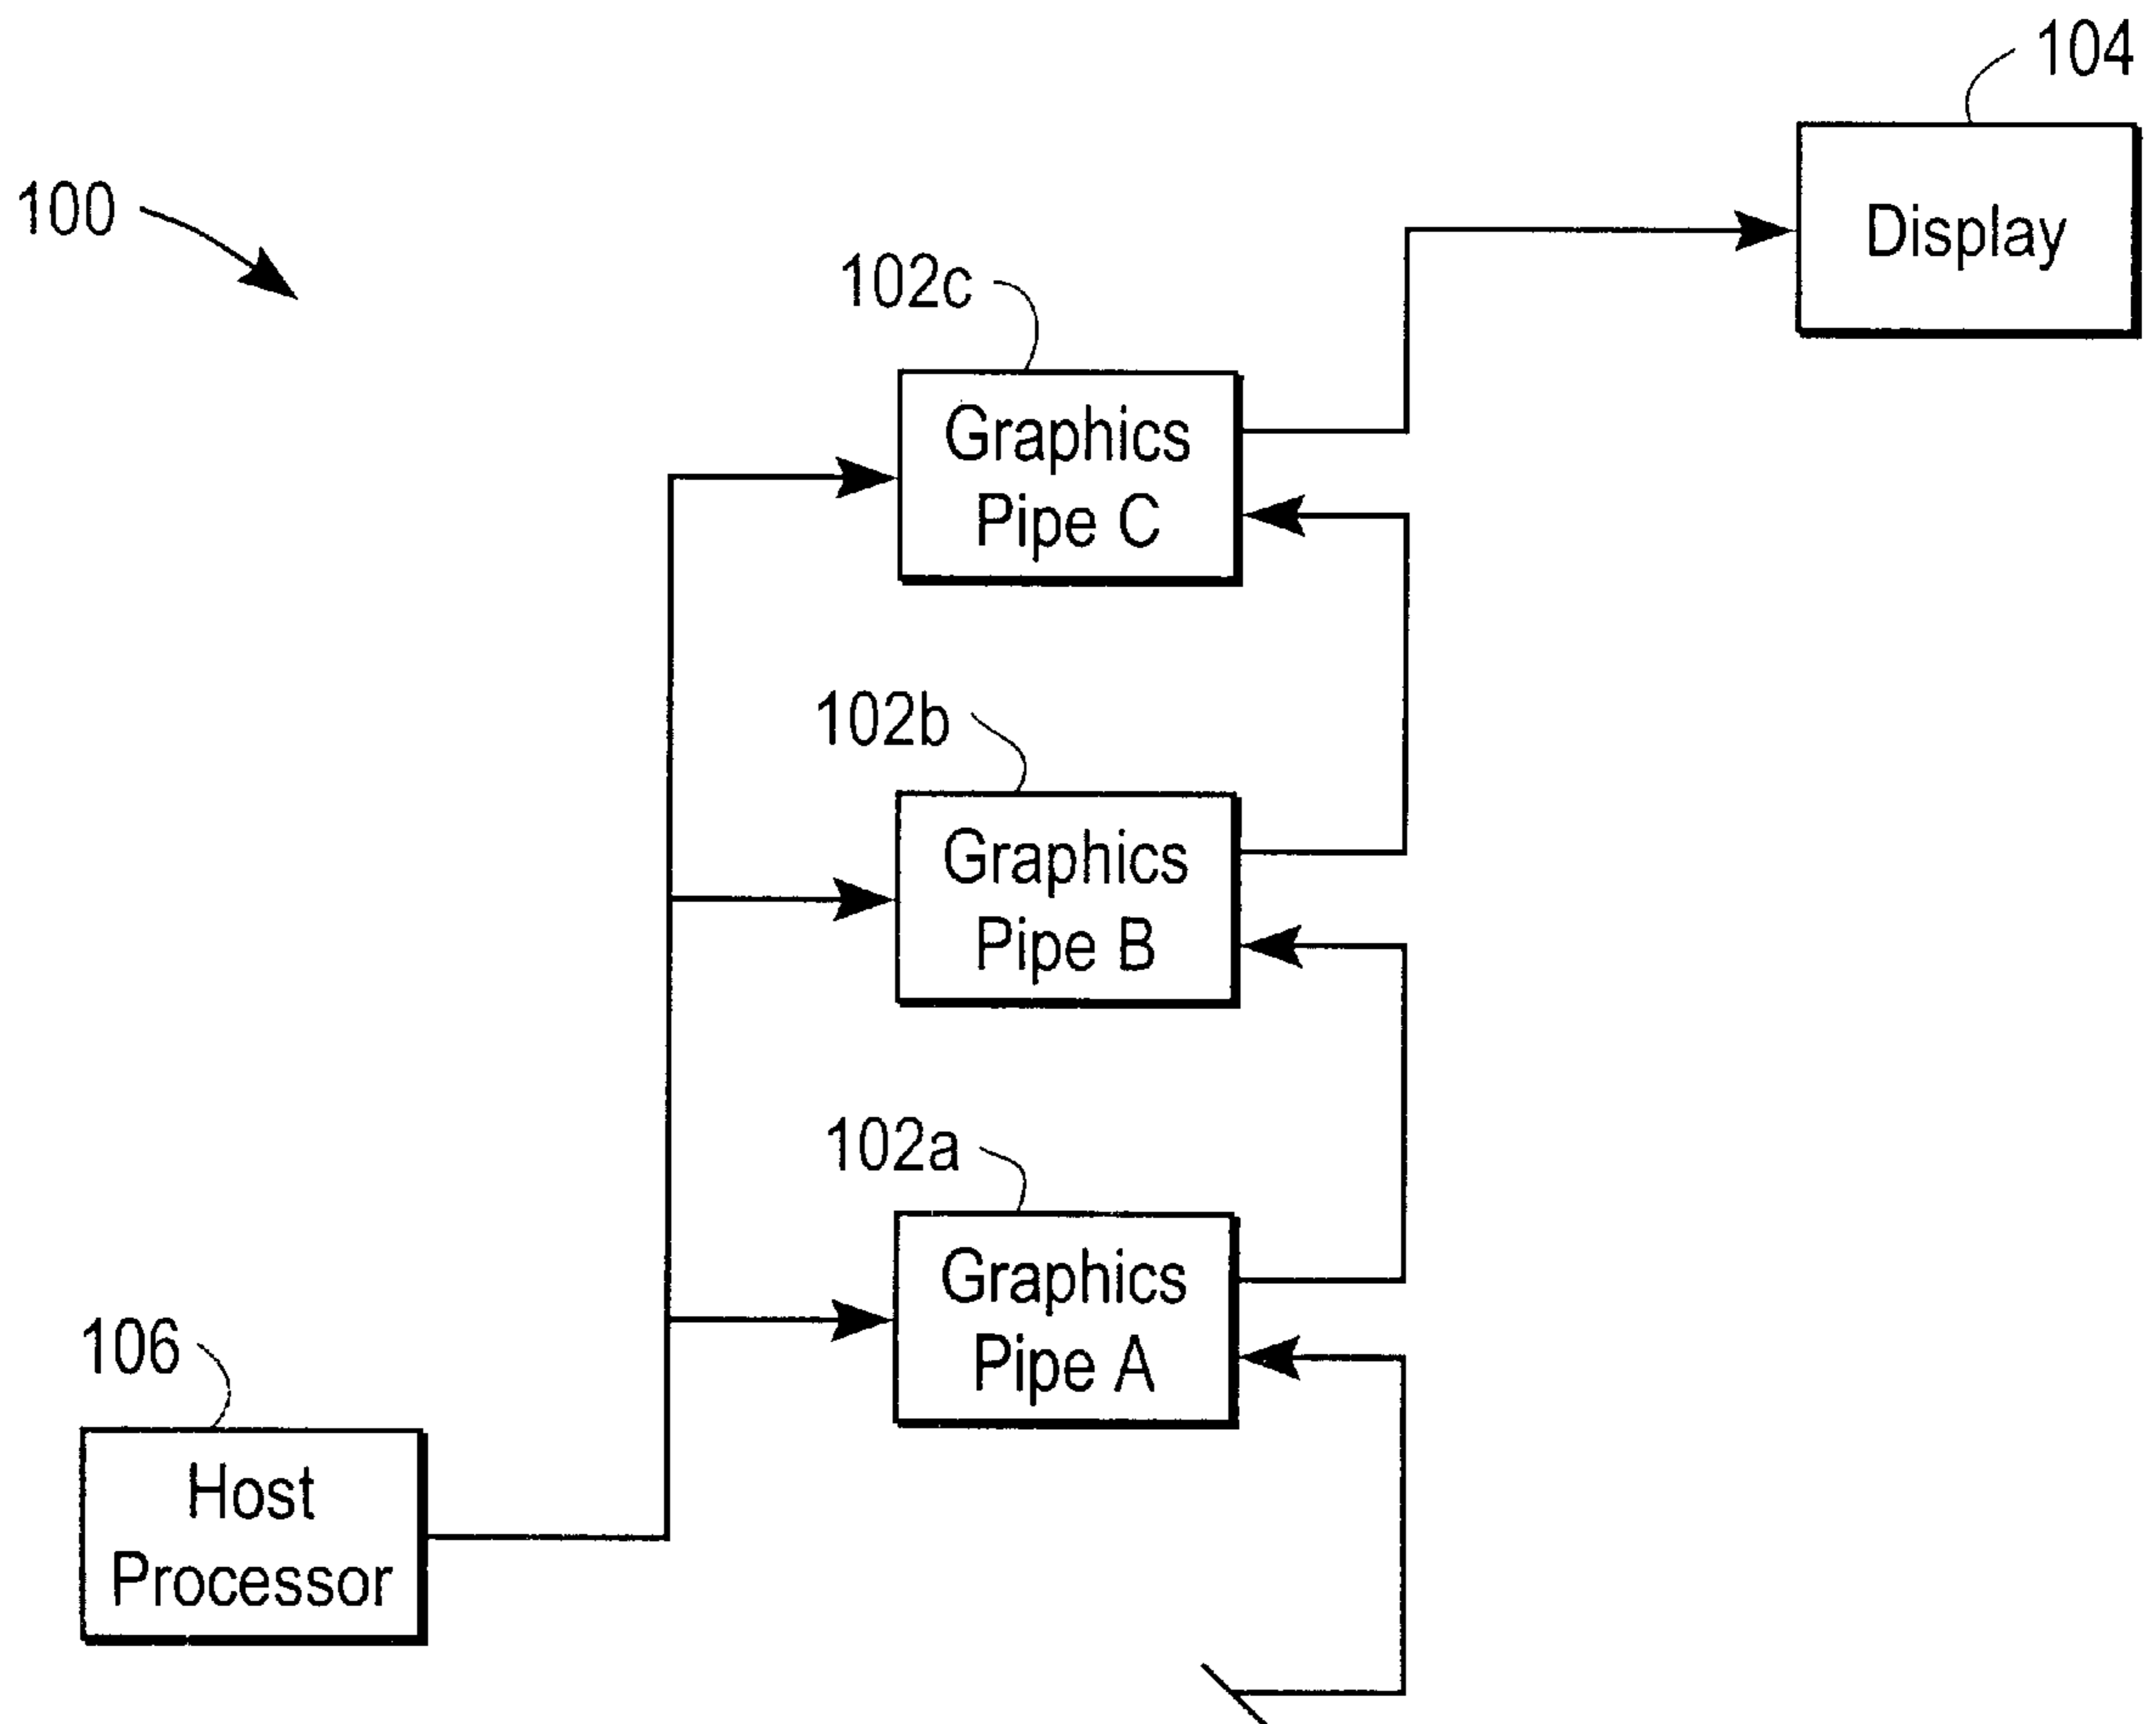 104
Display
100
102c
Graphics
Pipe C
102b
Graphics
Pipe B
102a
Graphics
Pipe A
106
Host
Processor